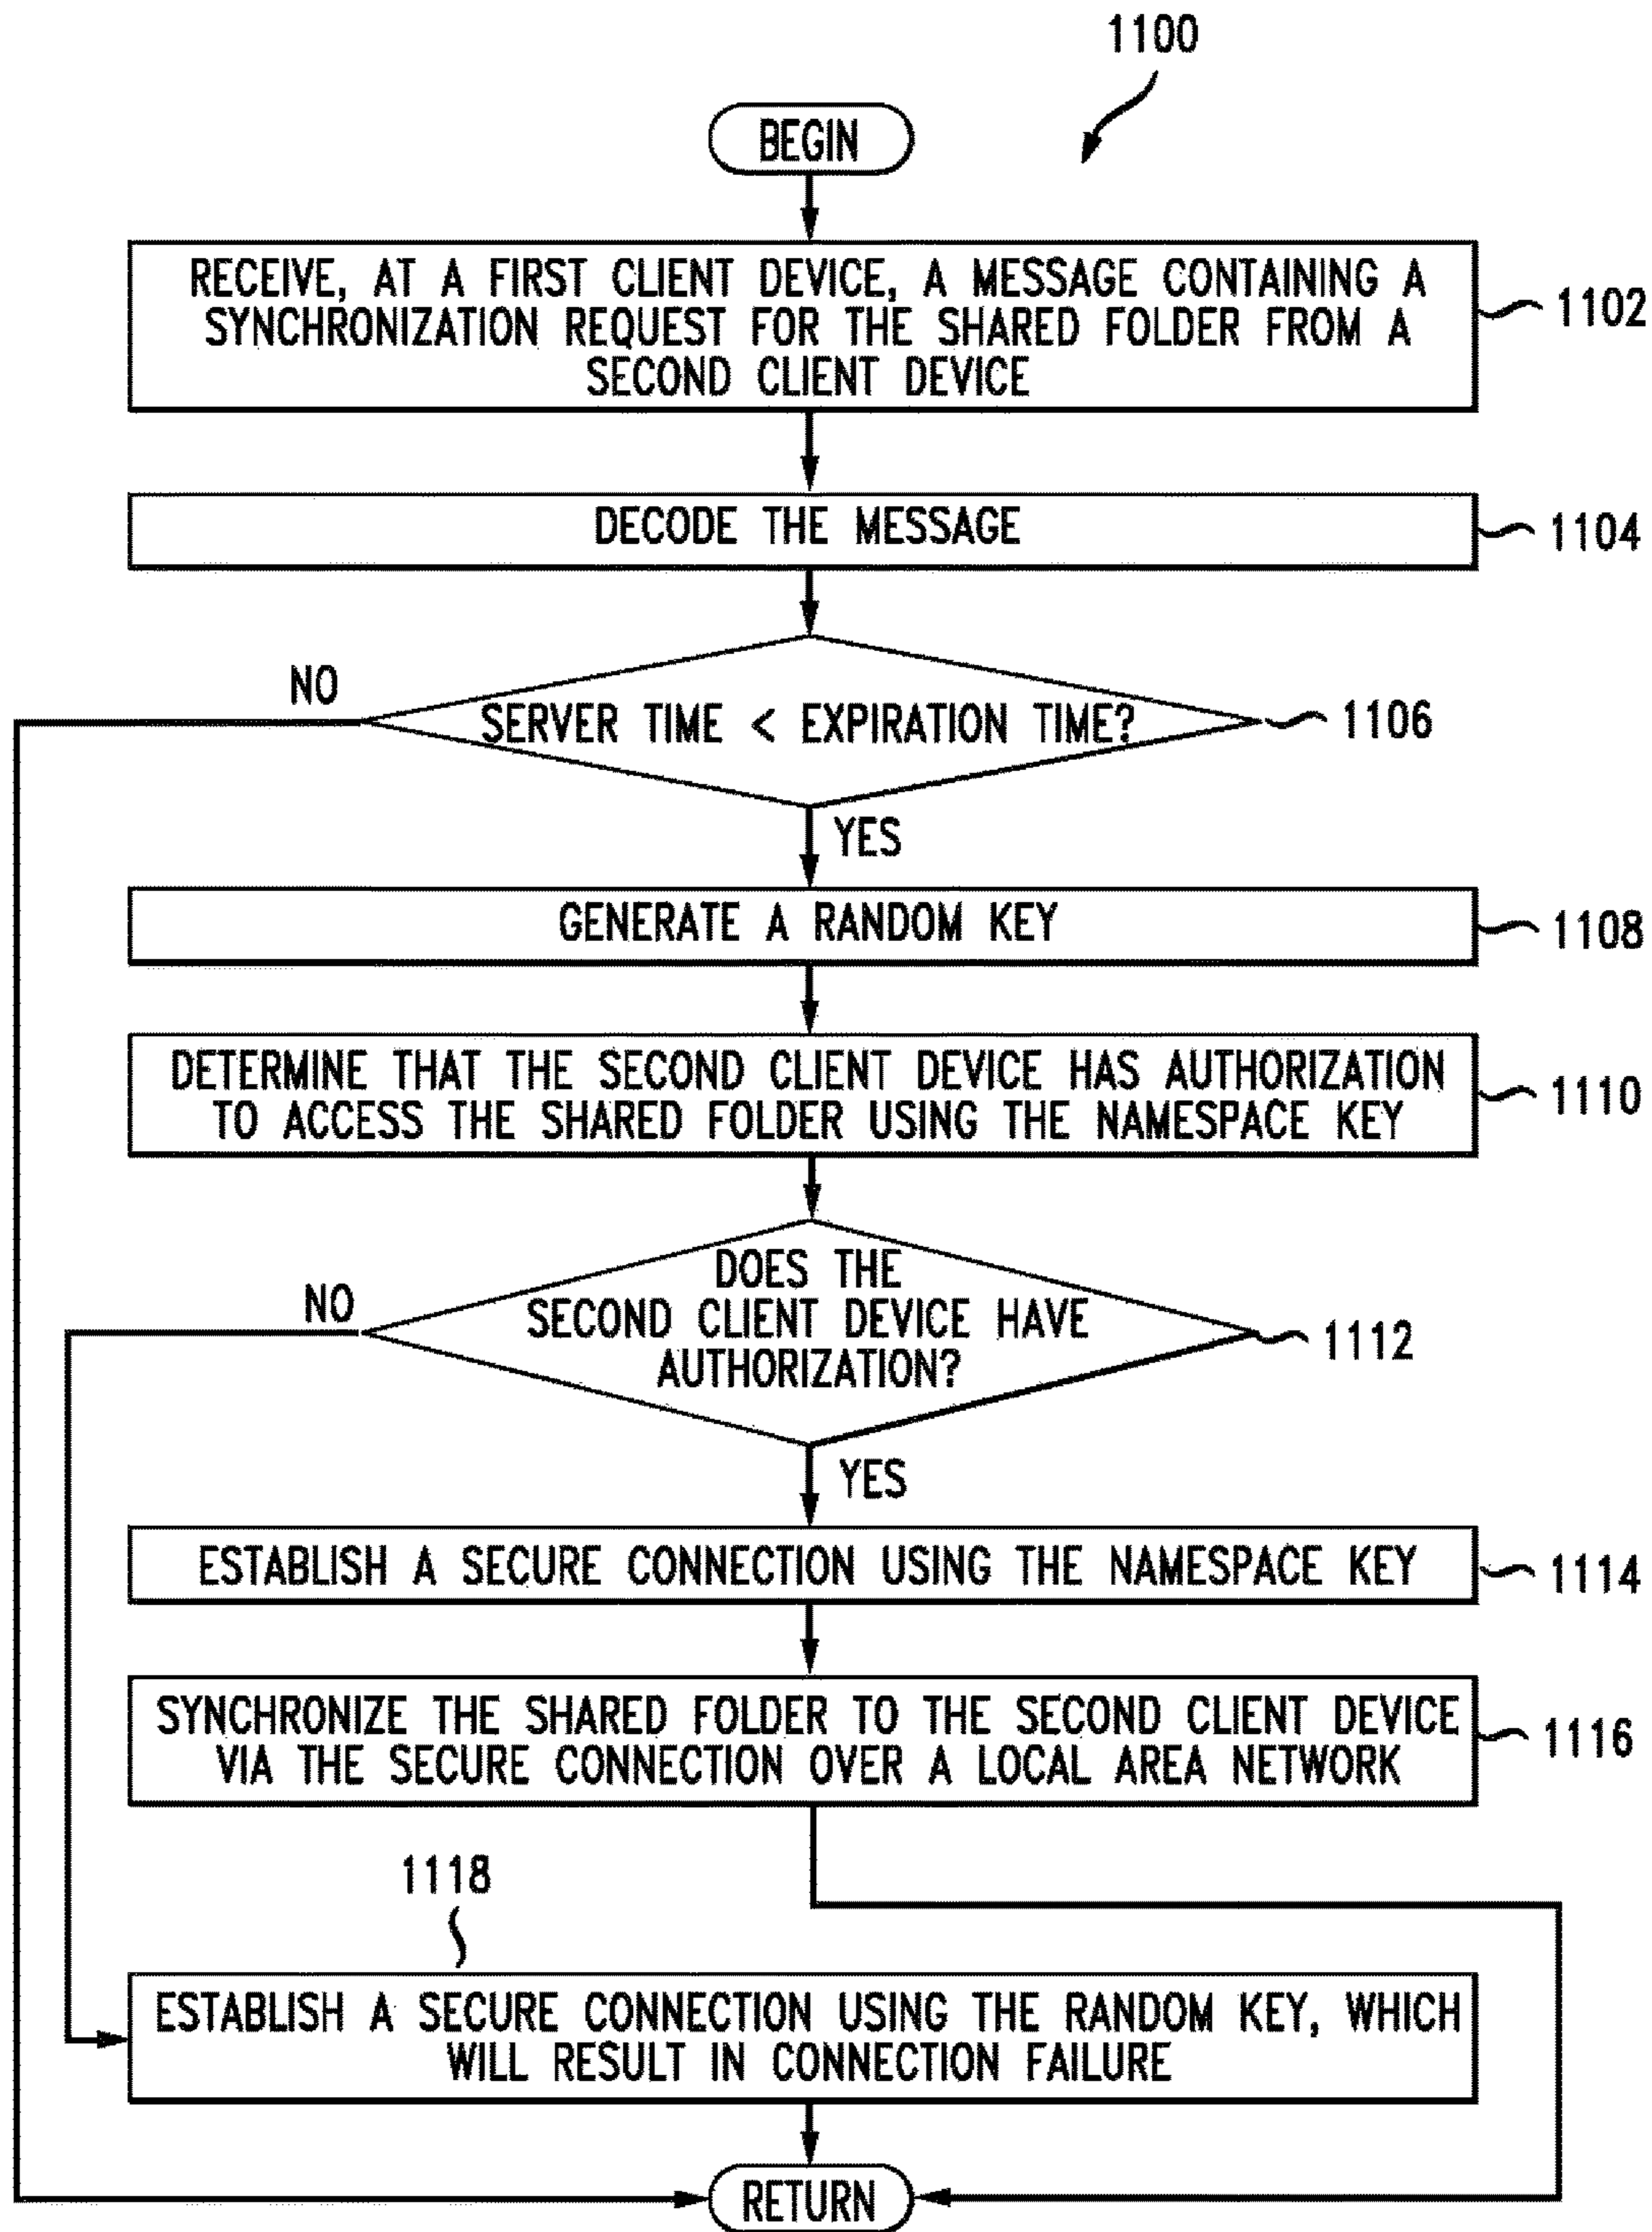 1100
BEGIN
RECEIVE, AT A FIRST CLIENT DEVICE, A MESSAGE CONTAINING A
SYNCHRONIZATION REQUEST FOR THE SHARED FOLDER FROM A
SECOND CLIENT DEVICE
1102
DECODE THE MESSAGE
1104
NO
SERVER TIME < EXPIRATION TIME?
1106
YES
GENERATE A RANDOM KEY
1108
DETERMINE THAT THE SECOND CLIENT DEVICE HAS AUTHORIZATION
TO ACCESS THE SHARED FOLDER USING THE NAMESPACE KEY
1110
NO
DOES THE
SECOND CLIENT DEVICE HAVE
AUTHORIZATION?
1112
YES
ESTABLISH A SECURE CONNECTION USING THE NAMESPACE KEY
1114
SYNCHRONIZE THE SHARED FOLDER TO THE SECOND CLIENT DEVICE
VIA THE SECURE CONNECTION OVER A LOCAL AREA NETWORK
1116
1118
ESTABLISH A SECURE CONNECTION USING THE RANDOM KEY, WHICH
WILL RESULT IN CONNECTION FAILURE
RETURN